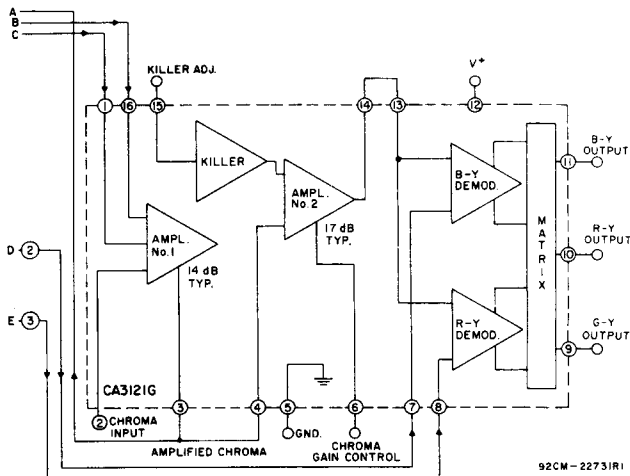 A
B
C
KILLER ADJ.
V+
1
16
15
14
13
12
KILLER
AMPL. No.2
17 dB TYP.
AMPL. No.1
14 dB TYP.
B-Y DEMOD.
R-Y DEMOD.
MATRIX
11
B-Y OUTPUT
10
R-Y OUTPUT
9
G-Y OUTPUT
D
2
E
3
CA3121G
2
CHROMA INPUT
3
AMPLIFIED CHROMA
4
5
GND.
6
CHROMA GAIN CONTROL
7
8
92CM-22731R1